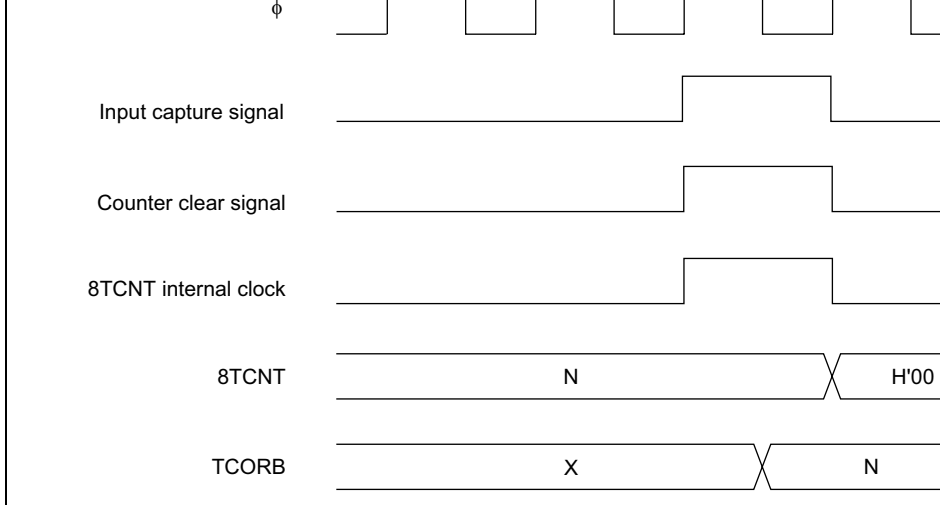 ϕ
Input capture signal
Counter clear signal
8TCNT internal clock
8TCNT N H'00
TCORB X N